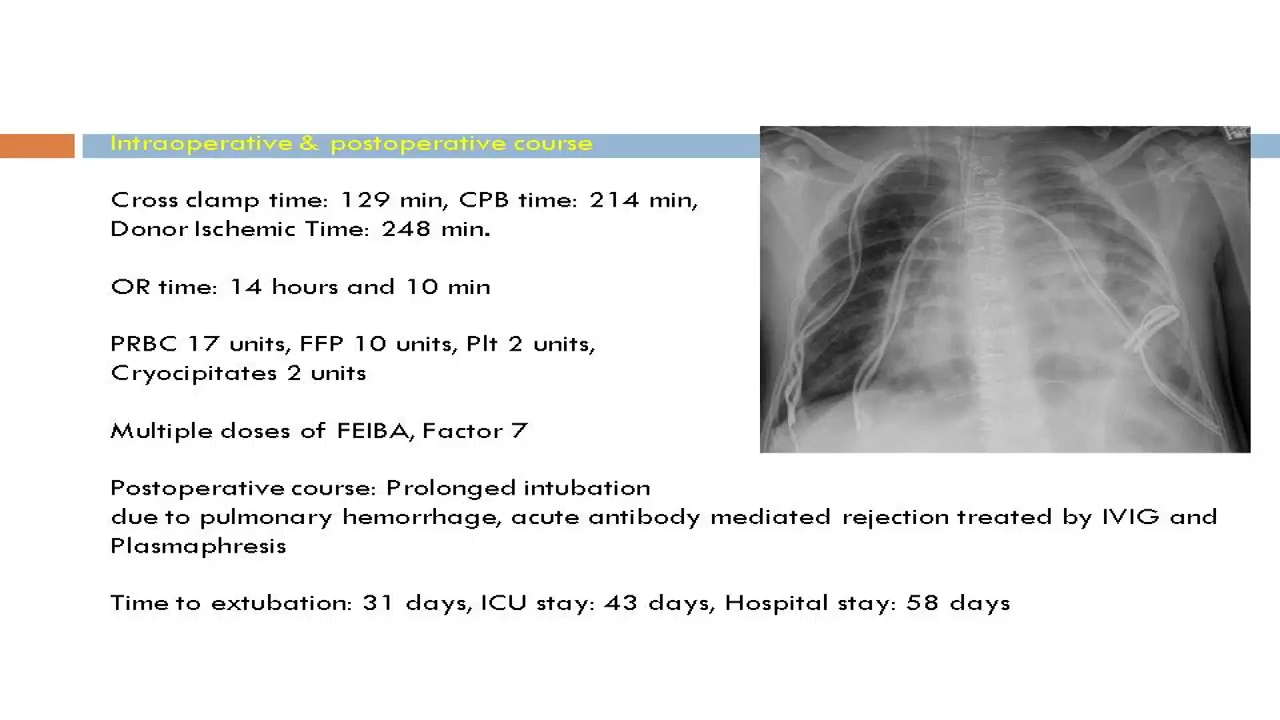 Intraoperative & postoperative course
Cross clamp time: 129 min, CPB time: 214 min,
Donor Ischemic Time: 248 min.
OR time: 14 hours and 10 min
PRBC 17 units, FFP 10 units, Plt 2 units,
Cryocipitates 2 units
Multiple doses of FEIBA, Factor 7
Postoperative course: Prolonged intubation
due to pulmonary hemorrhage, acute antibody mediated rejection treated by IVIG and
Plasmaphresis
Time to extubation: 31 days, ICU stay: 43 days, Hospital stay: 58 days